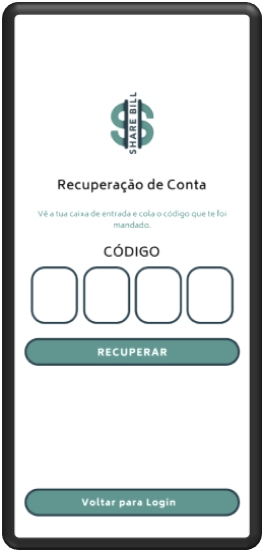 SHARE BILL
Recuperação de Conta
Vê a tua caixa de entrada e cola o código que te foi
mandado.
CÓDIGO
RECUPERAR
Voltar para Login